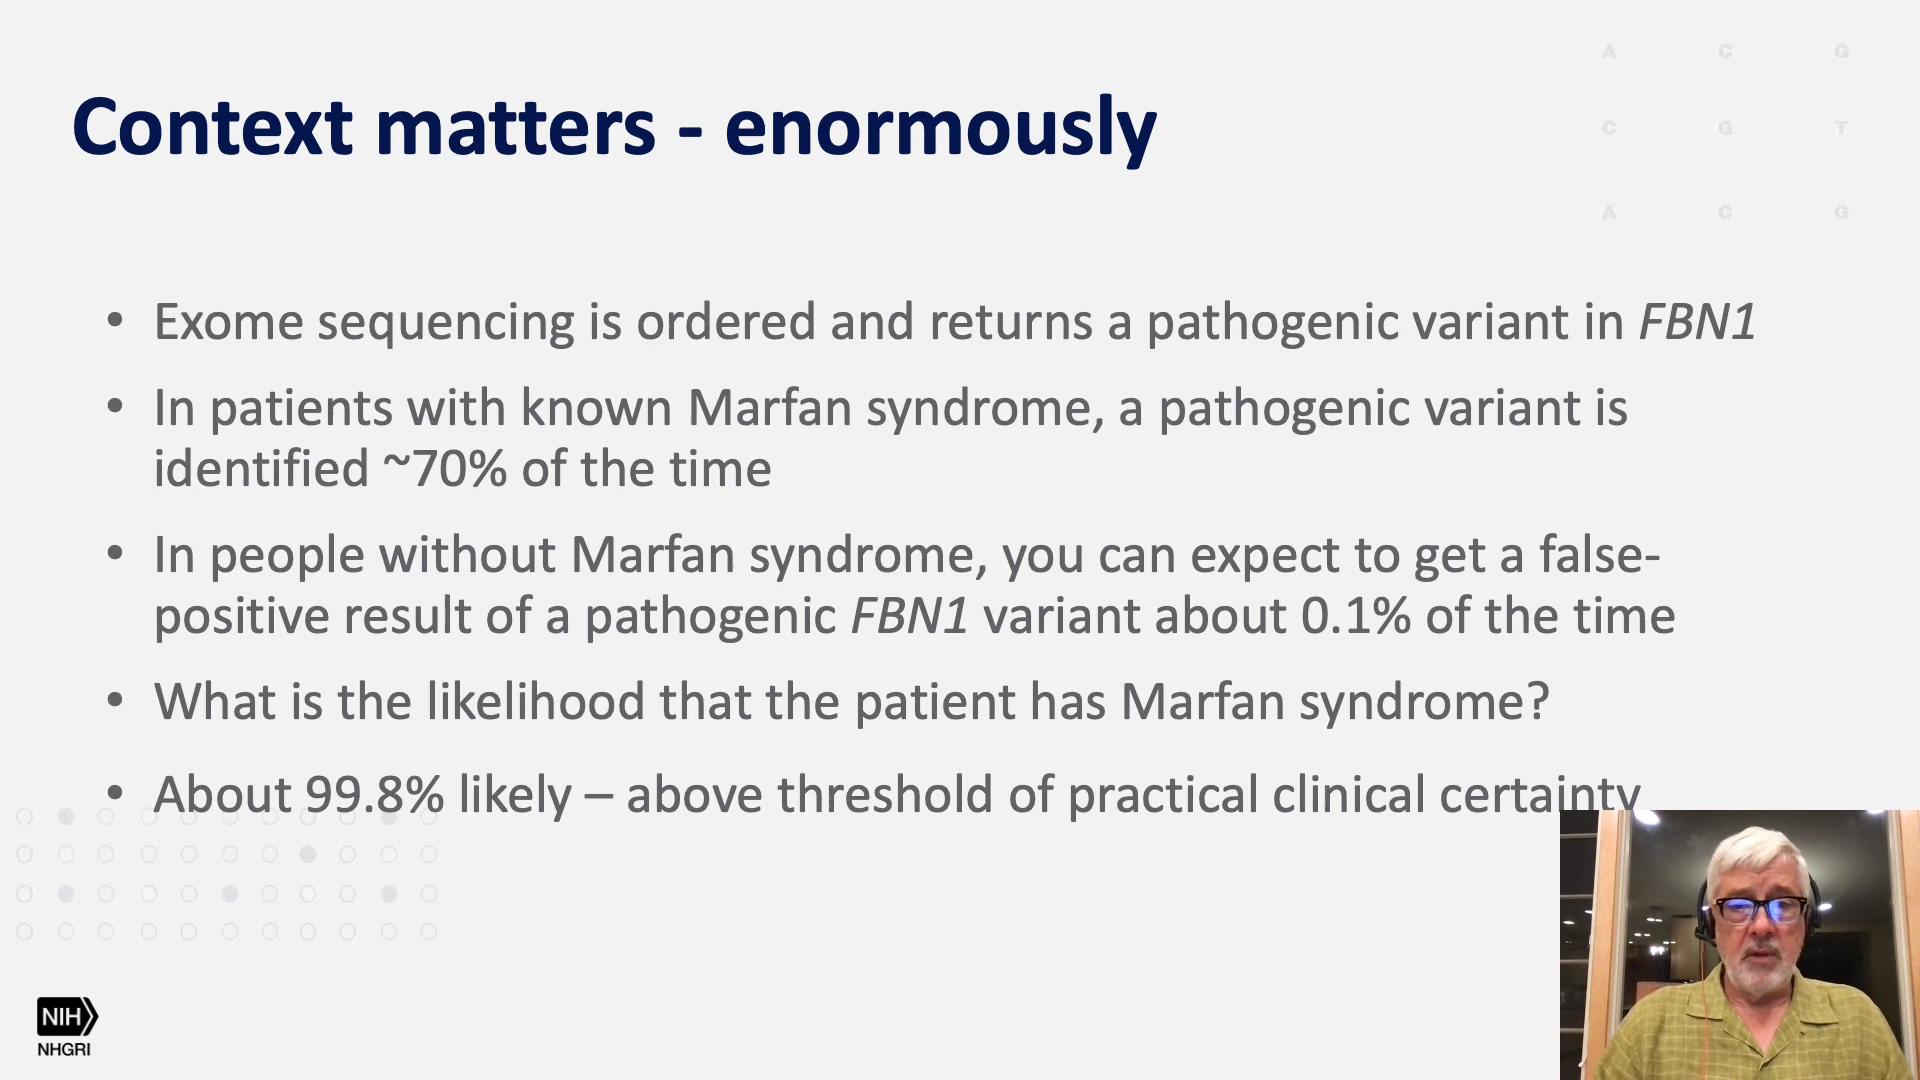 A C G
Context matters - enormously
C G T
A C G
• Exome sequencing is ordered and returns a pathogenic variant in FBN1
• In patients with known Marfan syndrome, a pathogenic variant is
identified ~70% of the time
• In people without Marfan syndrome, you can expect to get a false-
positive result of a pathogenic FBN1 variant about 0.1% of the time
• What is the likelihood that the patient has Marfan syndrome?
• About 99.8% likely – above threshold of practical clinical certainty
NIH
NHGRI